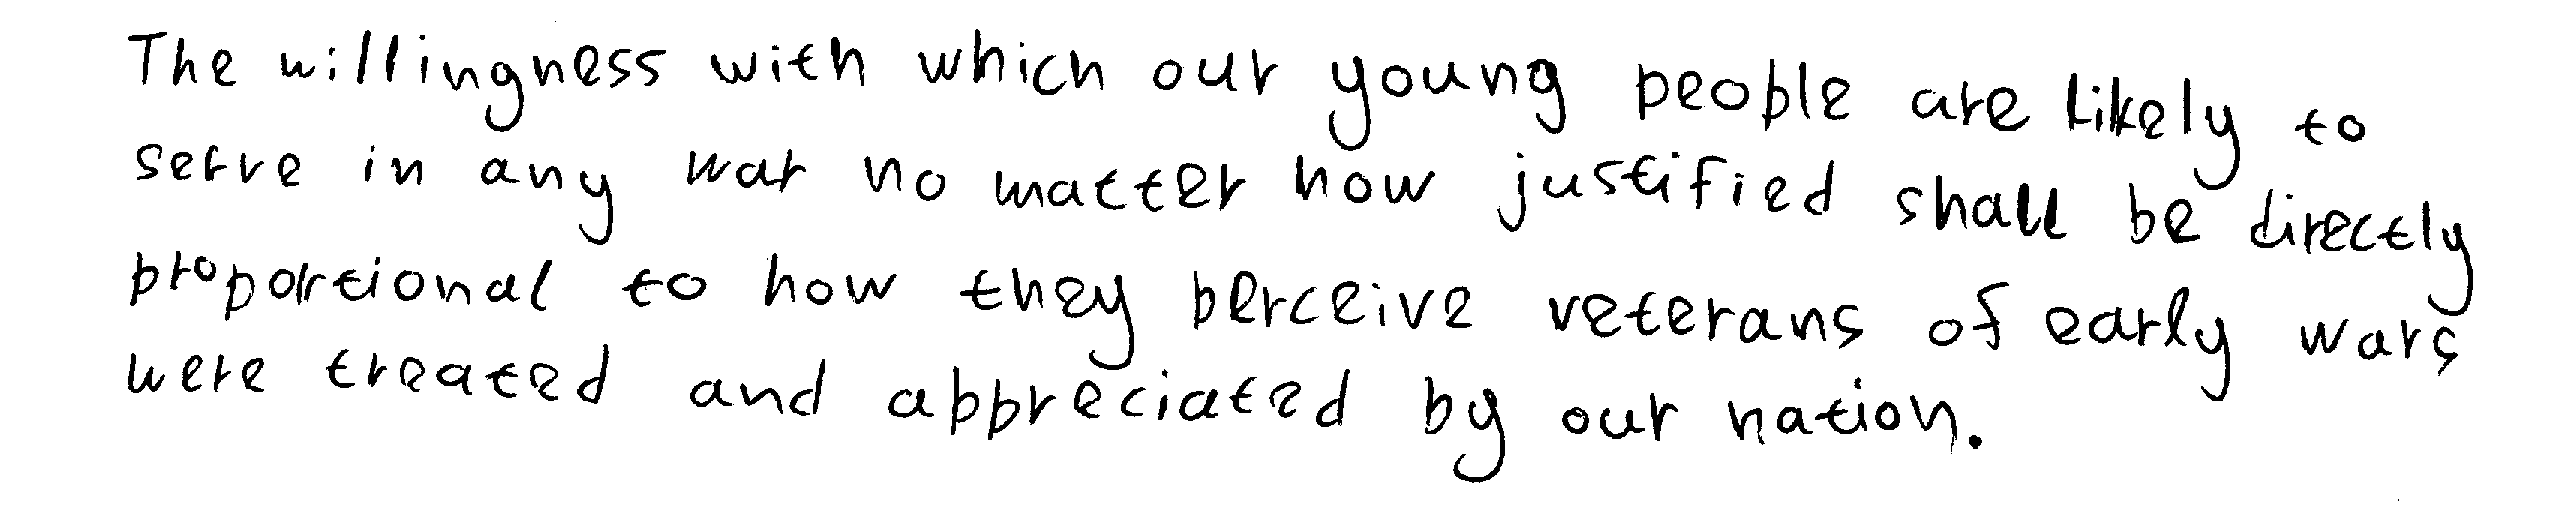 The willingness with which our young people are likely to
serve in any war no matter how justified shall be directly
proportional to how they perceive veterans of early wars
were treated and appreciated by our nation.